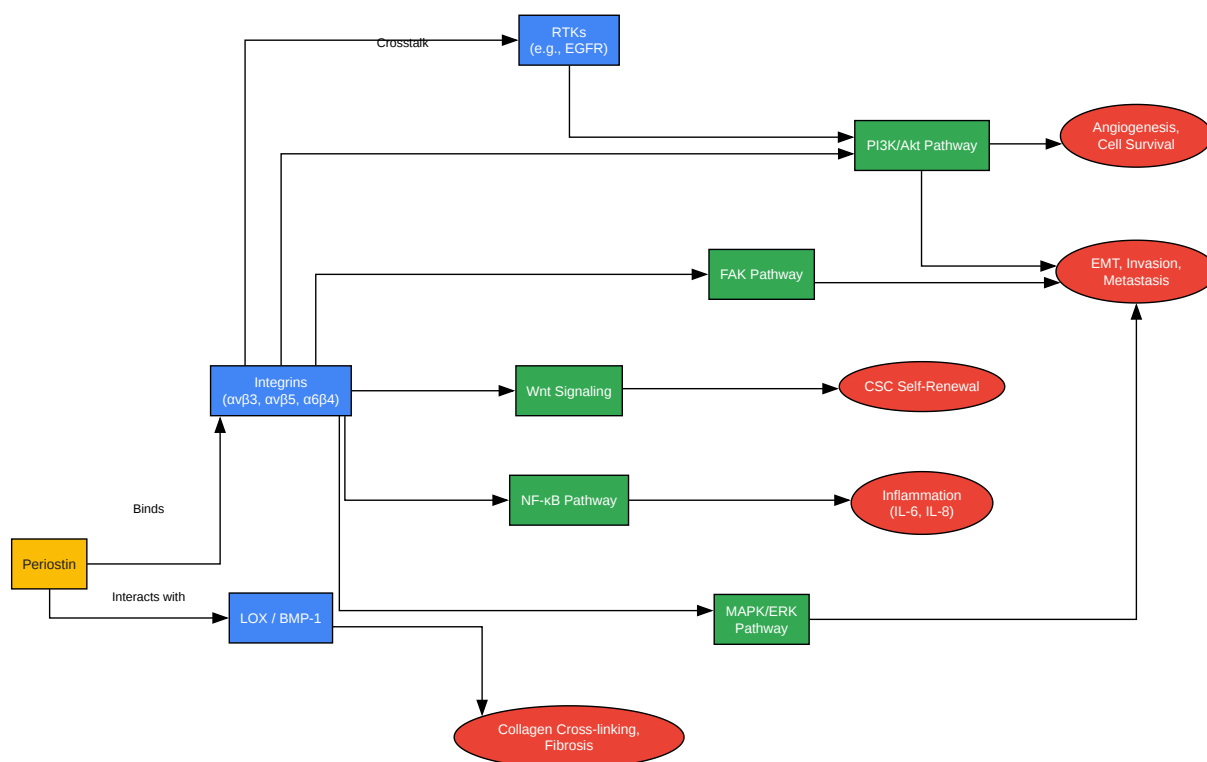 RTKs
(e.g., EGFR)
Crosstalk
Angiogenesis,
Cell Survival
PI3K/Akt Pathway
EMT, Invasion,
Metastasis
FAK Pathway
Integrins
(αvβ3, αvβ5, α6β4)
Wnt Signaling
CSC Self-Renewal
NF-κB Pathway
Inflammation
(IL-6, IL-8)
Binds
Periostin
Interacts with
LOX / BMP-1
MAPK/ERK
Pathway
Collagen Cross-linking,
Fibrosis